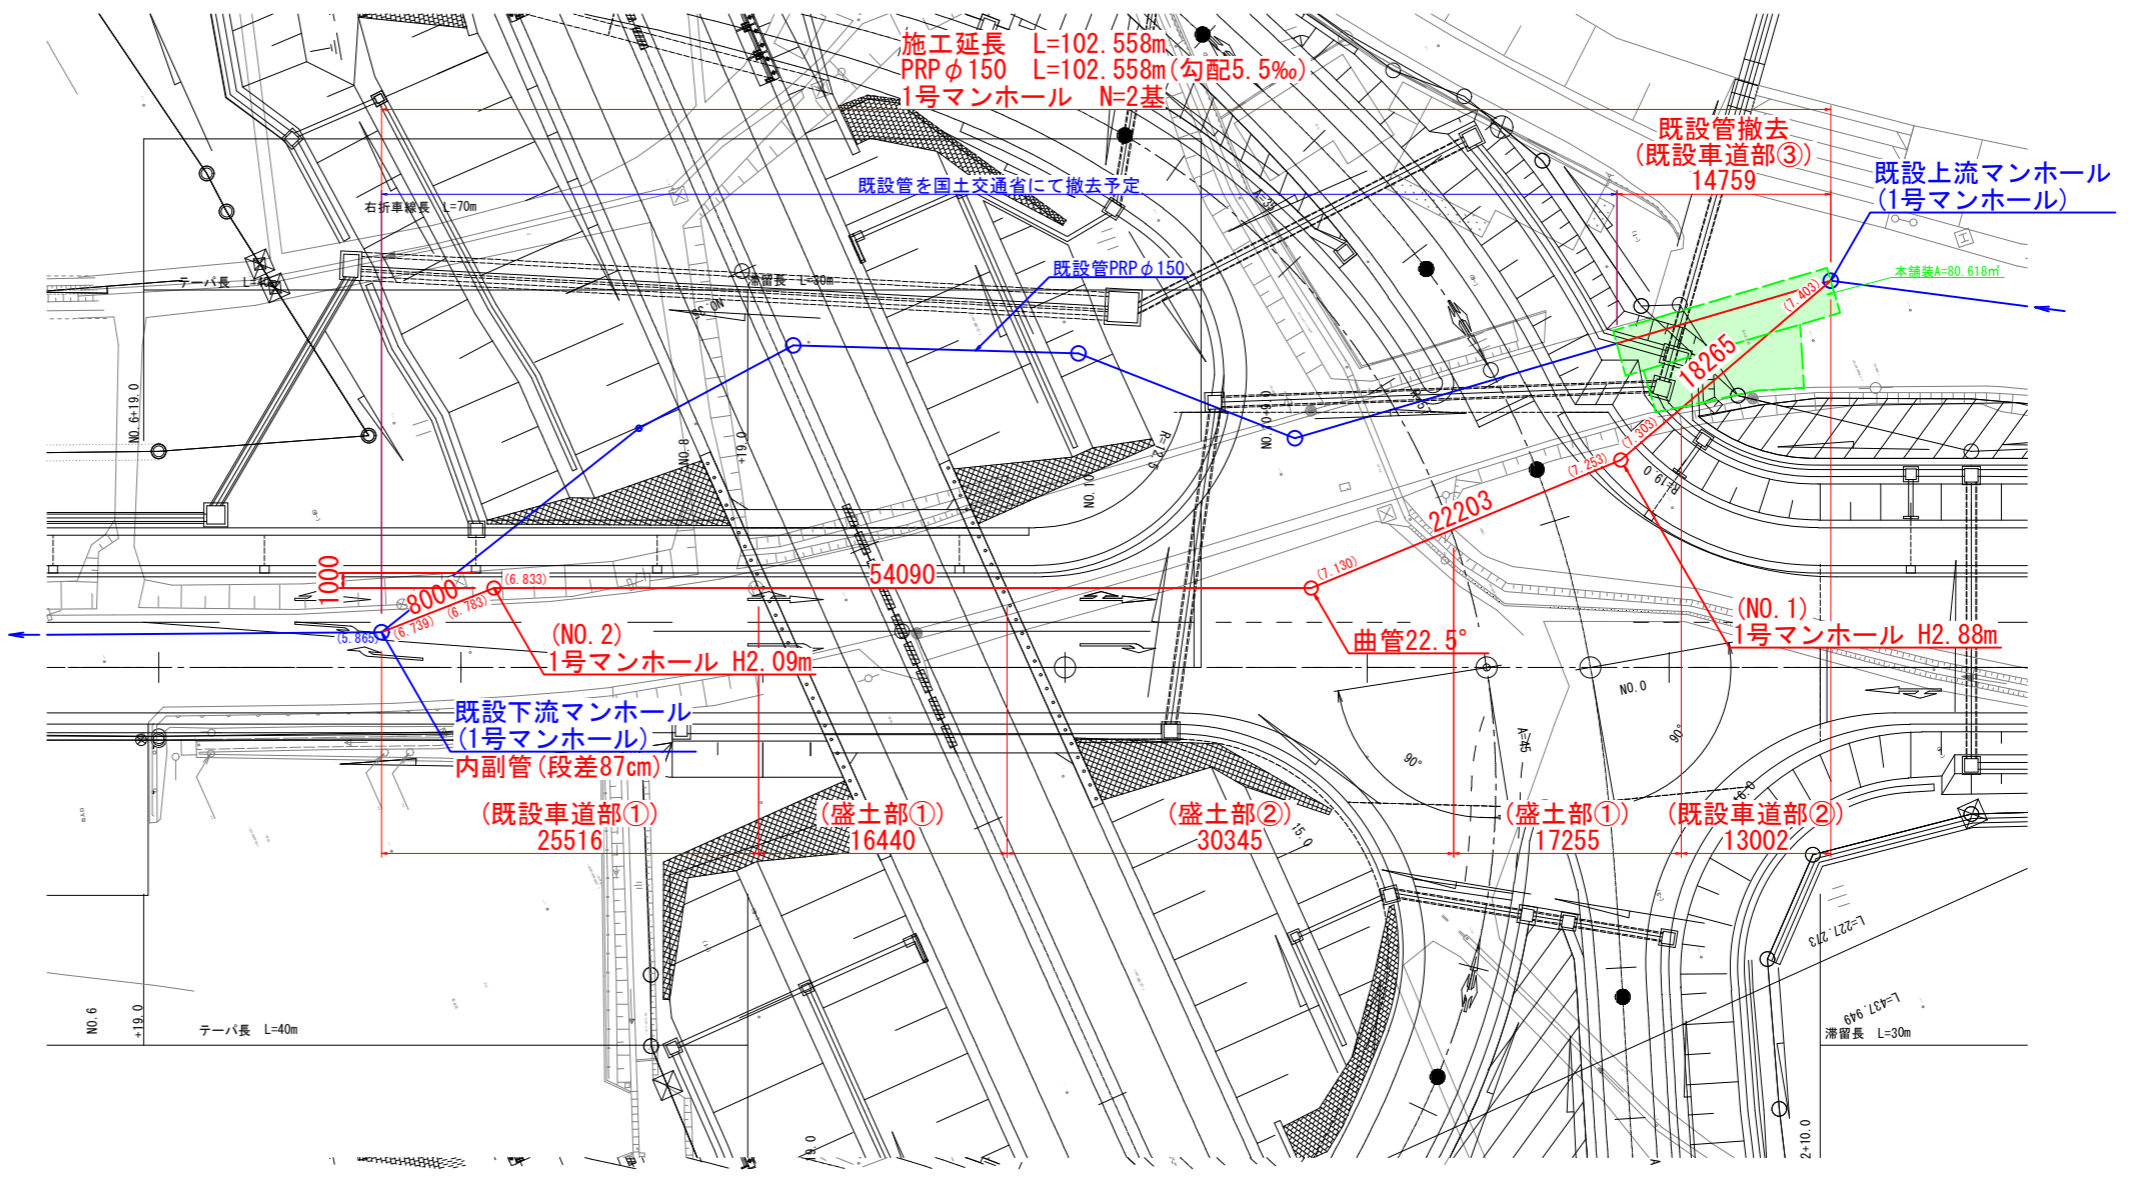 施工延長　L=102.558m
PRPφ150　L=102.558m(勾配5.5‰)
1号マンホール　N=2基
既設管撤去
(既設車道部③)
14759
既設上流マンホール
(1号マンホール)
既設管を国土交通省にて撤去予定
右折車線長　L=70m
本舗装A=80.618㎡
既設管PRPφ150
テーパ長　L=40m
滞留長　L=30m
NO.35
(7.403)
18265
NO.6+19.0
NO.8
+19.0
R=12.5
NO.10
(7.303)
(7.253)
R=19.0
22203
(7.130)
54090
1000
8000
(6.833)
(6.783)
(6.739)
(5.865)
(NO.2)
1号マンホール H2.09m
曲管22.5°
(NO.1)
1号マンホール H2.88m
NO.0
90°
90°
A=45
既設下流マンホール
(1号マンホール)
内副管(段差87cm)
(既設車道部①)
25516
(盛土部①)
16440
(盛土部②)
30345
(盛土部①)
17255
(既設車道部②)
13002
15.0
L=227.273
L=437.949
NO.6
+19.0
テーパ長　L=40m
滞留長　L=30m
19.0
2+10.0
A